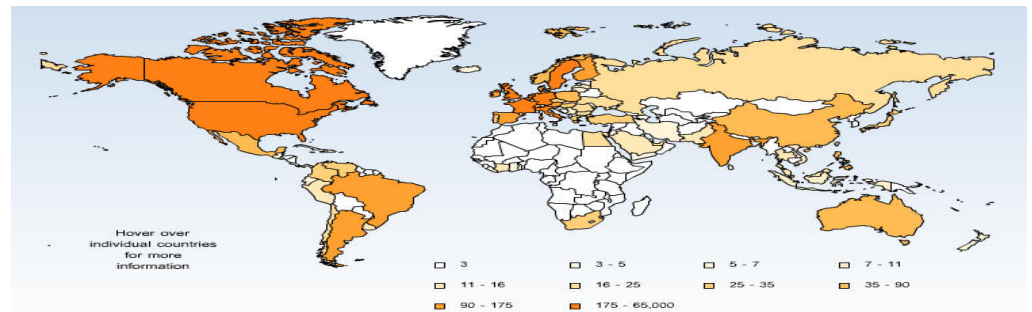 Hover over
individual countries
for more
information
3
3 - 5
5 - 7
7 - 11
11 - 16
16 - 25
25 - 35
35 - 90
90 - 175
175 - 65,000